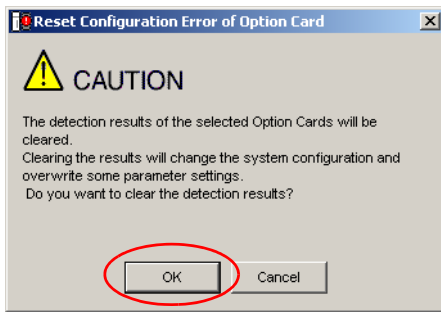 Reset Configuration Error of Option Card
CAUTION
The detection results of the selected Option Cards will be
cleared.
Clearing the results will change the system configuration and
overwrite some parameter settings.
Do you want to clear the detection results?
OK Cancel